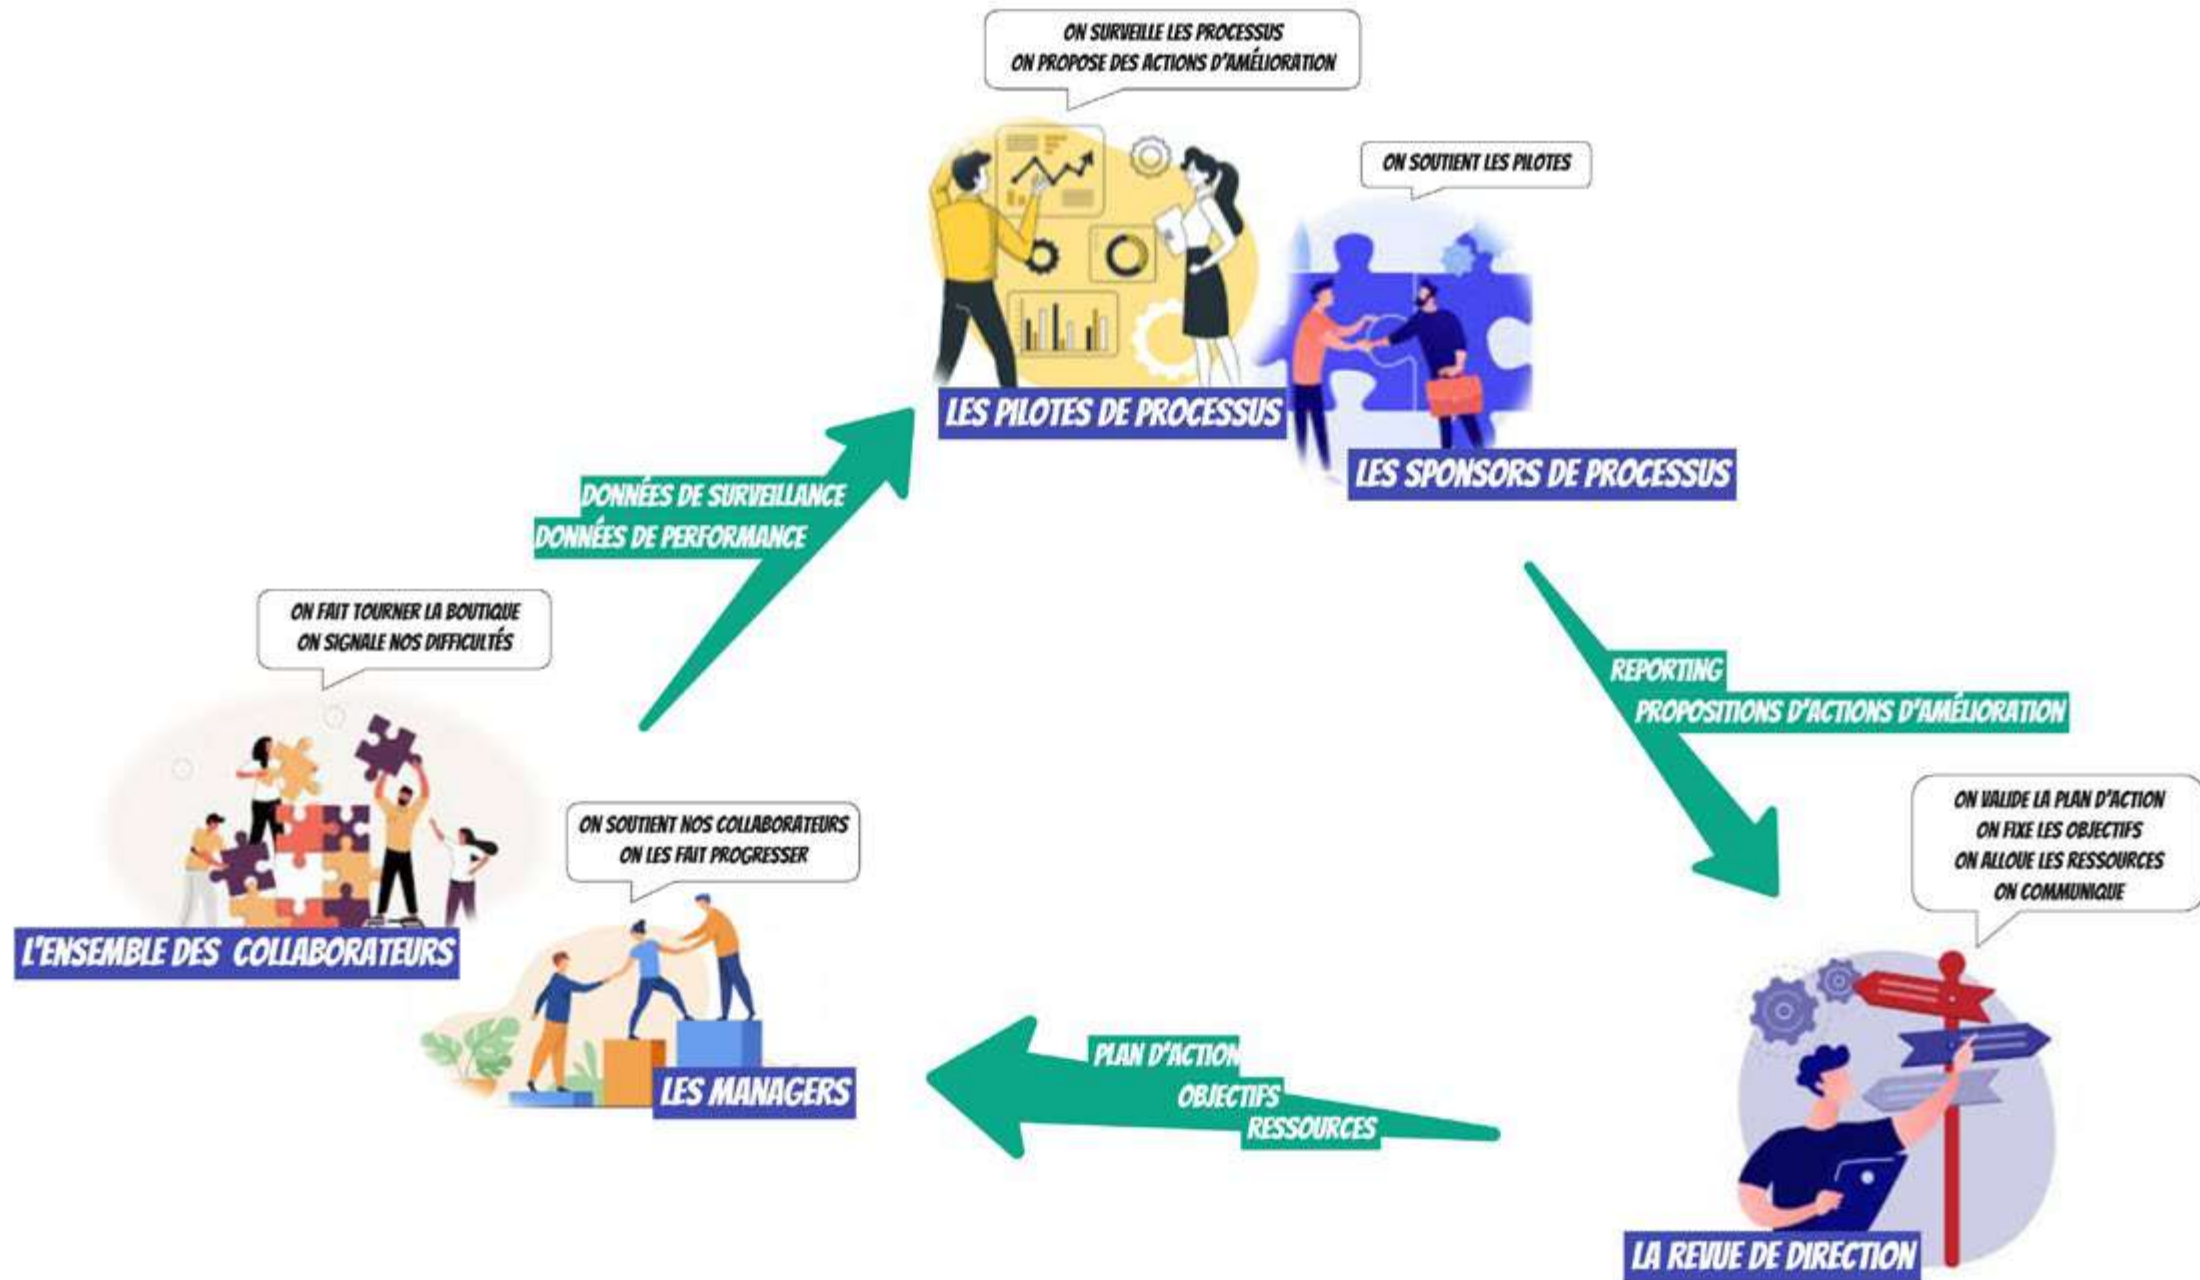 ON SURVEILLE LES PROCESSUS
ON PROPOSE DES ACTIONS D'AMÉLIORATION
ON SOUTIENT LES PILOTES
LES PILOTES DE PROCESSUS
LES SPONSORS DE PROCESSUS
DONNÉES DE SURVEILLANCE
DONNÉES DE PERFORMANCE
ON FAIT TOURNER LA BOUTIQUE
ON SIGNALE NOS DIFFICULTÉS
REPORTING
PROPOSITIONS D'ACTIONS D'AMÉLIORATION
ON VALIDE LA PLAN D'ACTION
ON FIXE LES OBJECTIFS
ON ALLOUE LES RESSOURCES
ON COMMUNIQUE
ON SOUTIENT NOS COLLABORATEURS
ON LES FAIT PROGRESSER
L'ENSEMBLE DES COLLABORATEURS
LES MANAGERS
PLAN D'ACTION
OBJECTIFS
RESSOURCES
LA REVUE DE DIRECTION